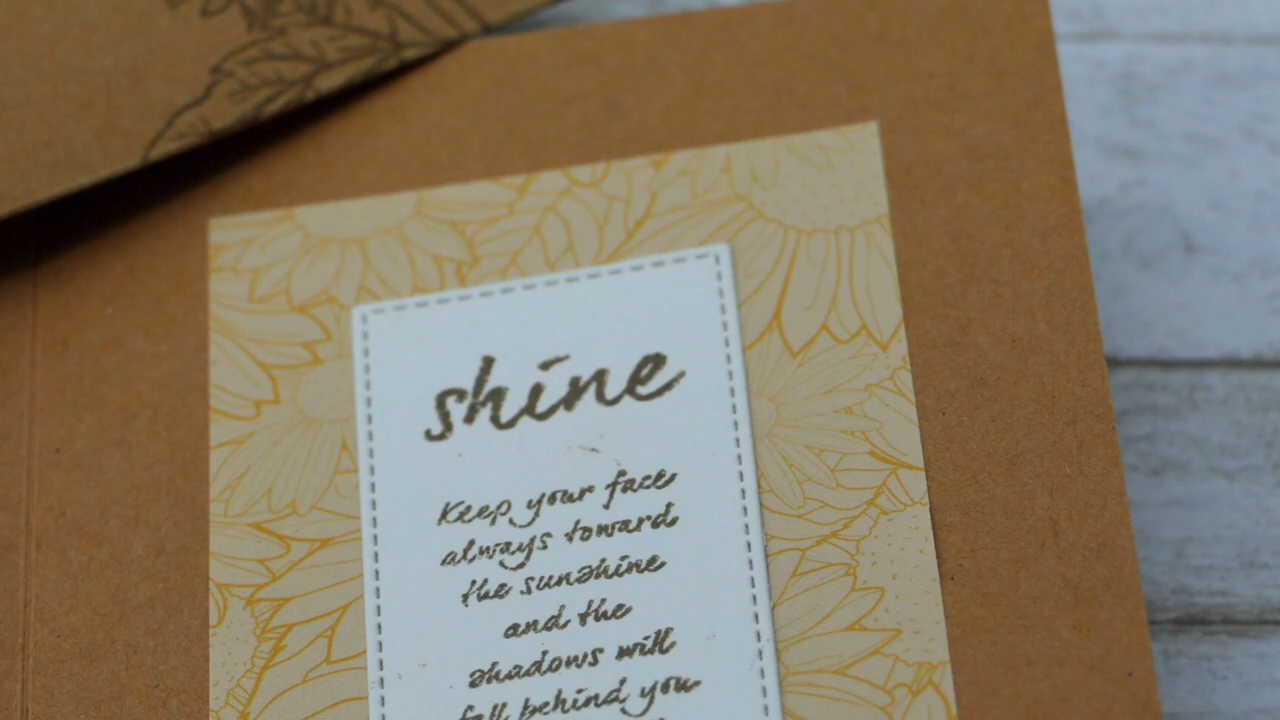 shine
Keep your face
always toward
the sunshine
and the
shadows will
fall behind you